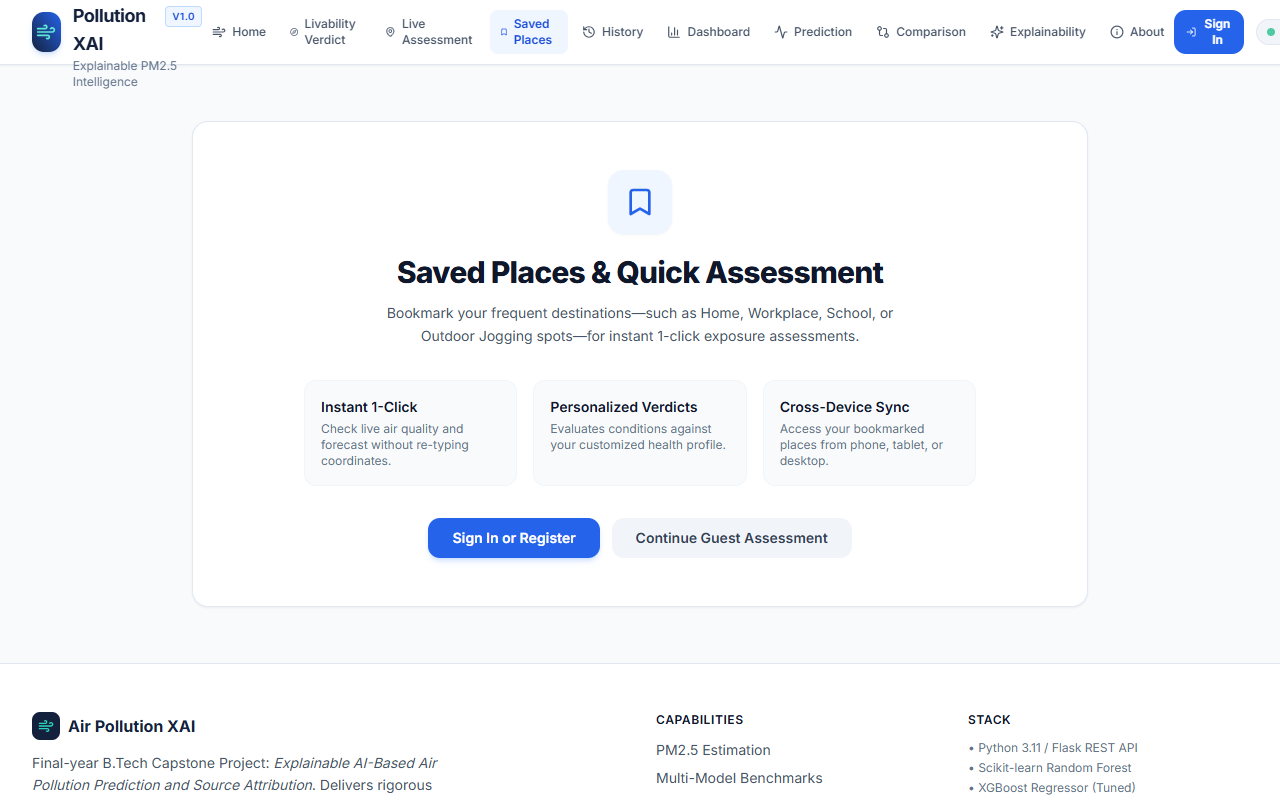 Pollution
XAI
V1.0
Explainable PM2.5
Intelligence
Home
Livability
Verdict
Live
Assessment
Saved
Places
History
Dashboard
Prediction
Comparison
Explainability
About
Sign
In
Saved Places & Quick Assessment
Bookmark your frequent destinations—such as Home, Workplace, School, or
Outdoor Jogging spots—for instant 1-click exposure assessments.
Instant 1-Click
Check live air quality and
forecast without re-typing
coordinates.
Personalized Verdicts
Evaluates conditions against
your customized health profile.
Cross-Device Sync
Access your bookmarked
places from phone, tablet, or
desktop.
Sign In or Register
Continue Guest Assessment
Air Pollution XAI
Final-year B.Tech Capstone Project: Explainable AI-Based Air
Pollution Prediction and Source Attribution. Delivers rigorous
CAPABILITIES
PM2.5 Estimation
Multi-Model Benchmarks
STACK
• Python 3.11 / Flask REST API
• Scikit-learn Random Forest
• XGBoost Regressor (Tuned)